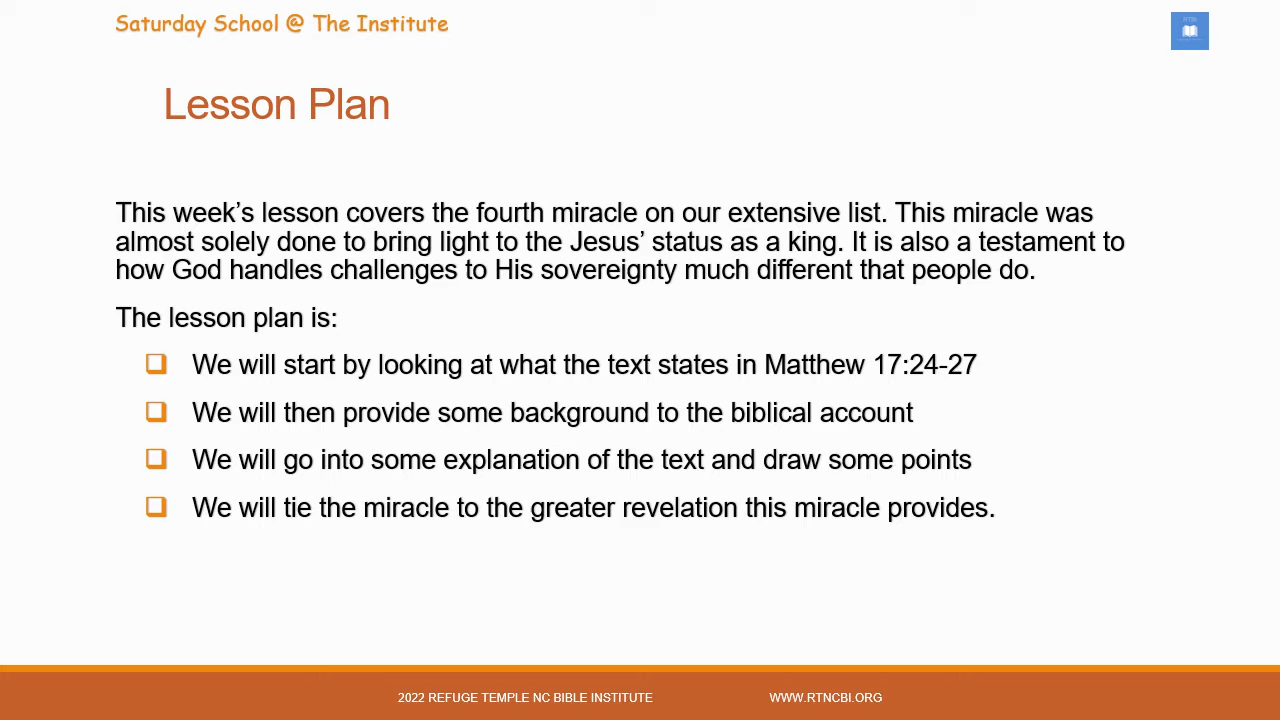 Saturday School @ The Institute
Lesson Plan
This week's lesson covers the fourth miracle on our extensive list. This miracle was
almost solely done to bring light to the Jesus' status as a king. It is also a testament to
how God handles challenges to His sovereignty much different that people do.
The lesson plan is:
We will start by looking at what the text states in Matthew 17:24-27
We will then provide some background to the biblical account
We will go into some explanation of the text and draw some points
We will tie the miracle to the greater revelation this miracle provides.
2022 REFUGE TEMPLE NC BIBLE INSTITUTE WWW.RTNCBI.ORG